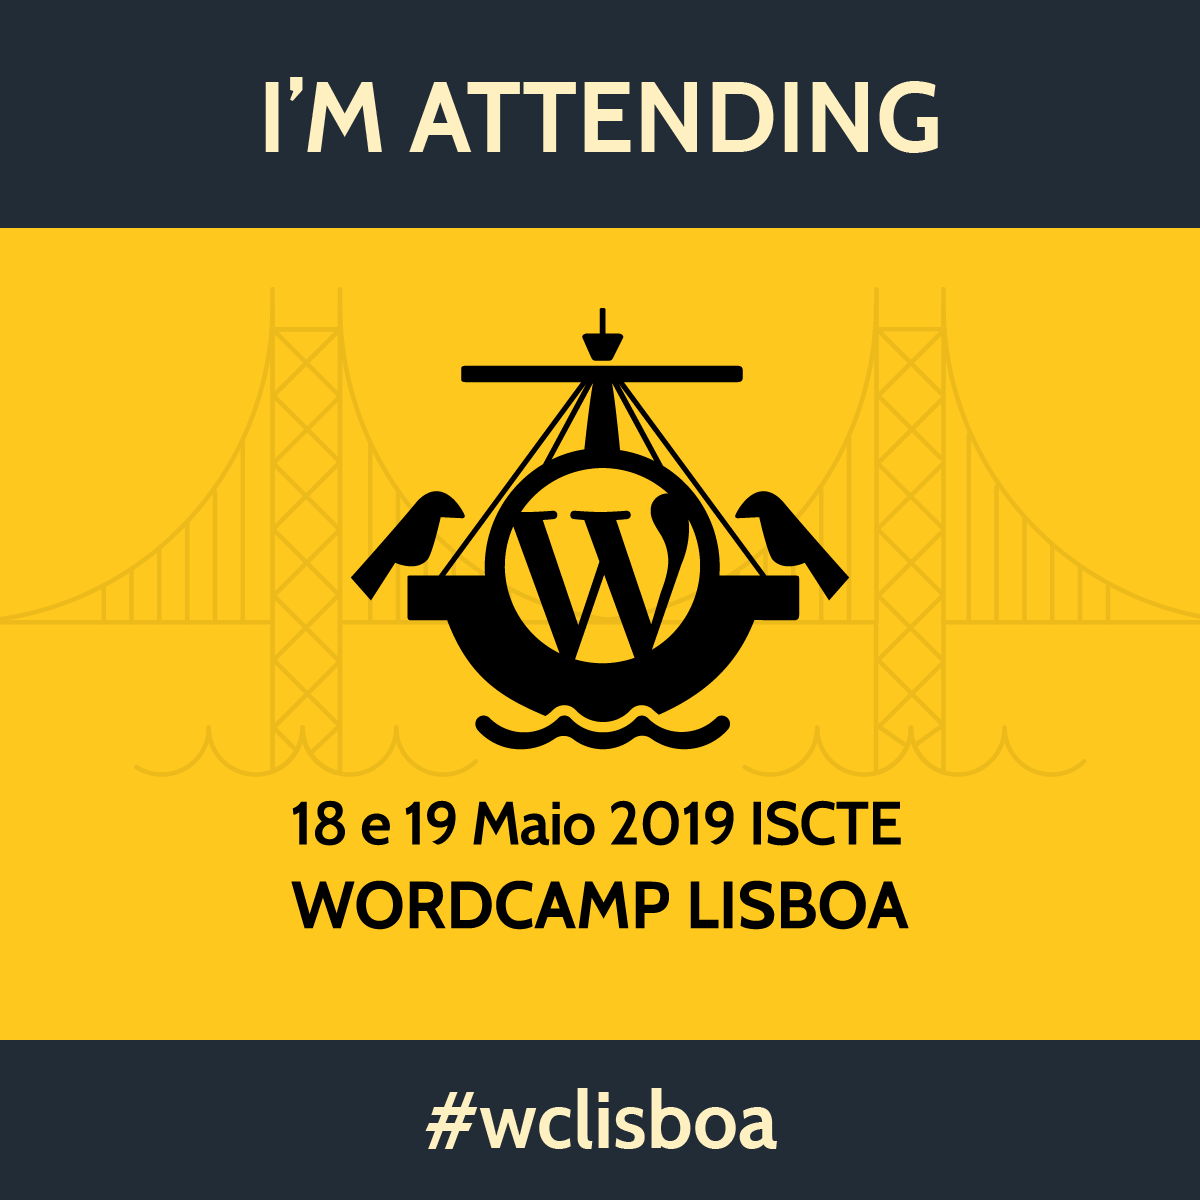 I’M ATTENDING
W
18 e 19 Maio 2019 ISCTE
WORDCAMP LISBOA
#wclisboa